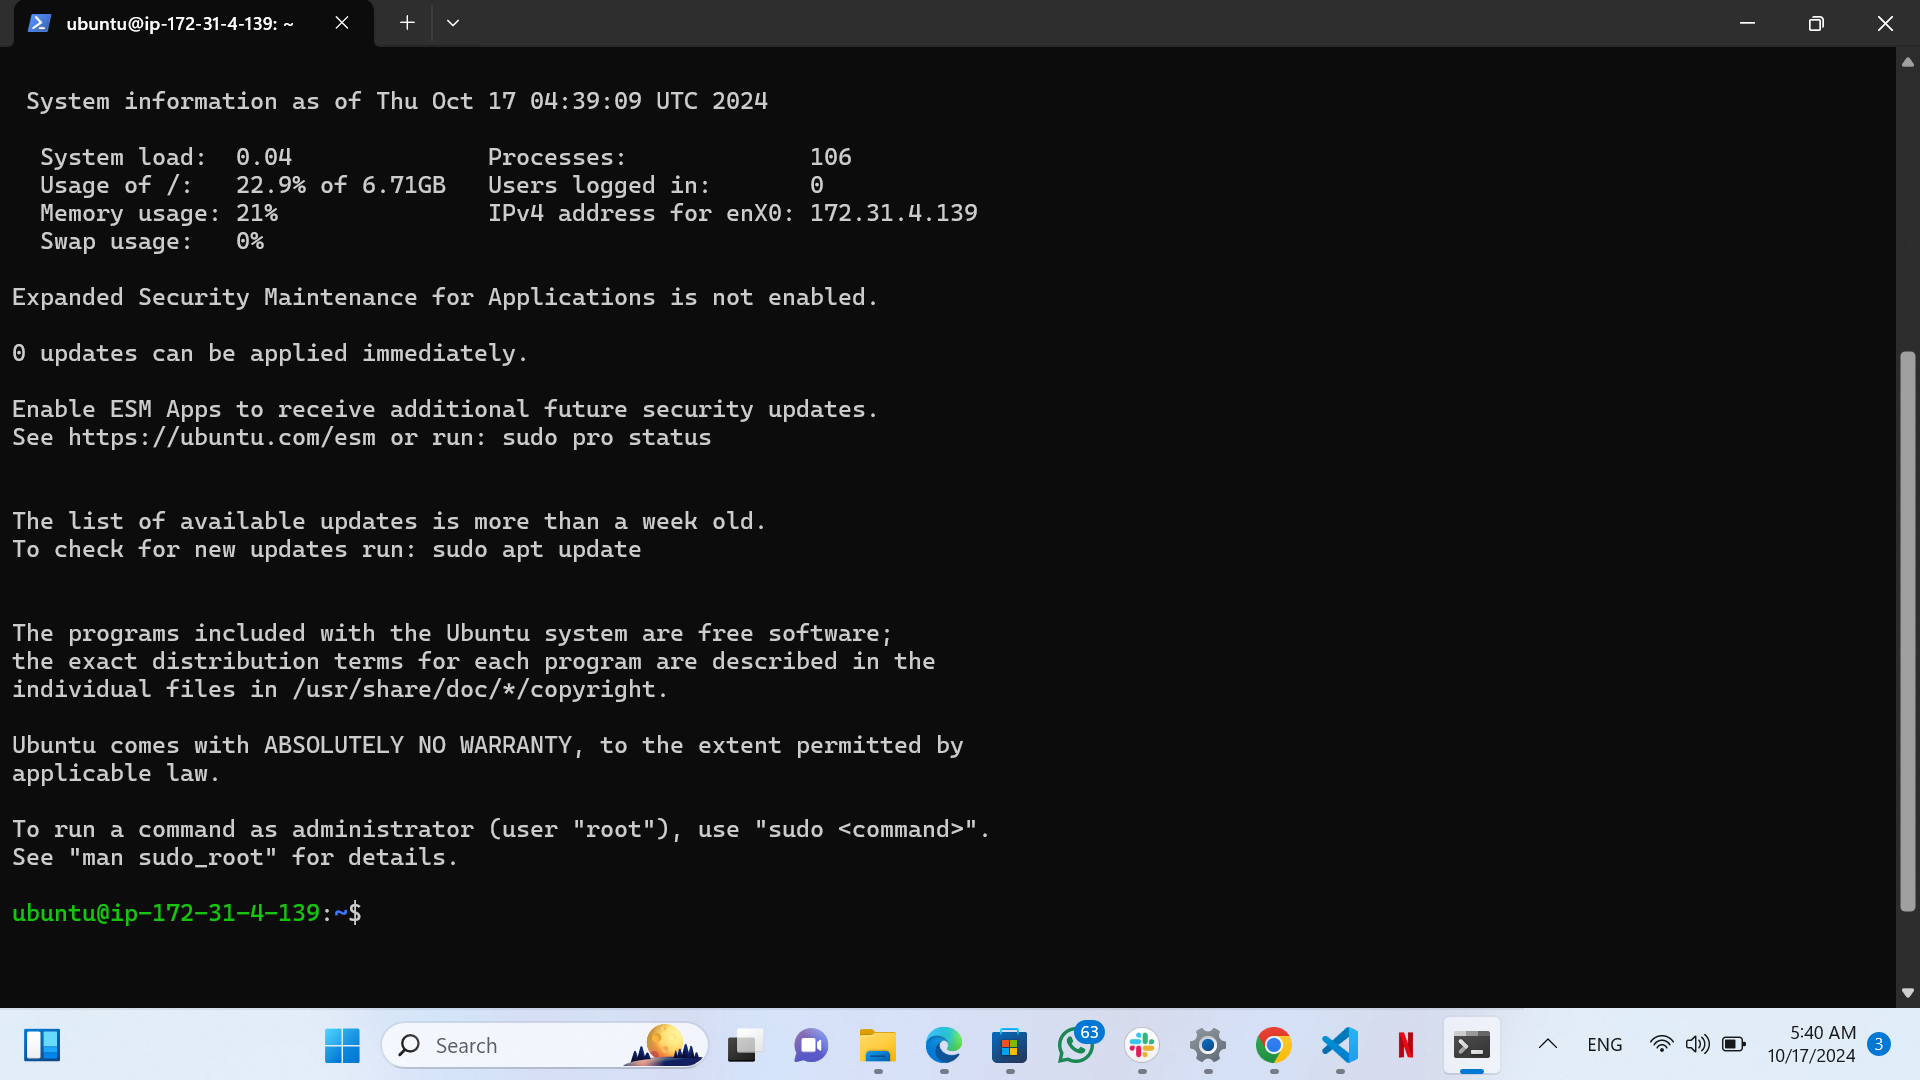 ubuntu@ip-172-31-4-139: ~
System information as of Thu Oct 17 04:39:09 UTC 2024
System load:  0.04              Processes:             106
Usage of /:   22.9% of 6.71GB   Users logged in:       0
Memory usage: 21%               IPv4 address for enX0: 172.31.4.139
Swap usage:   0%
Expanded Security Maintenance for Applications is not enabled.
0 updates can be applied immediately.
Enable ESM Apps to receive additional future security updates.
See https://ubuntu.com/esm or run: sudo pro status
The list of available updates is more than a week old.
To check for new updates run: sudo apt update
The programs included with the Ubuntu system are free software;
the exact distribution terms for each program are described in the
individual files in /usr/share/doc/*/copyright.
Ubuntu comes with ABSOLUTELY NO WARRANTY, to the extent permitted by
applicable law.
To run a command as administrator (user "root"), use "sudo <command>".
See "man sudo_root" for details.
ubuntu@ip-172-31-4-139:~$
Search
63
N
ENG
5:40 AM
10/17/2024
3